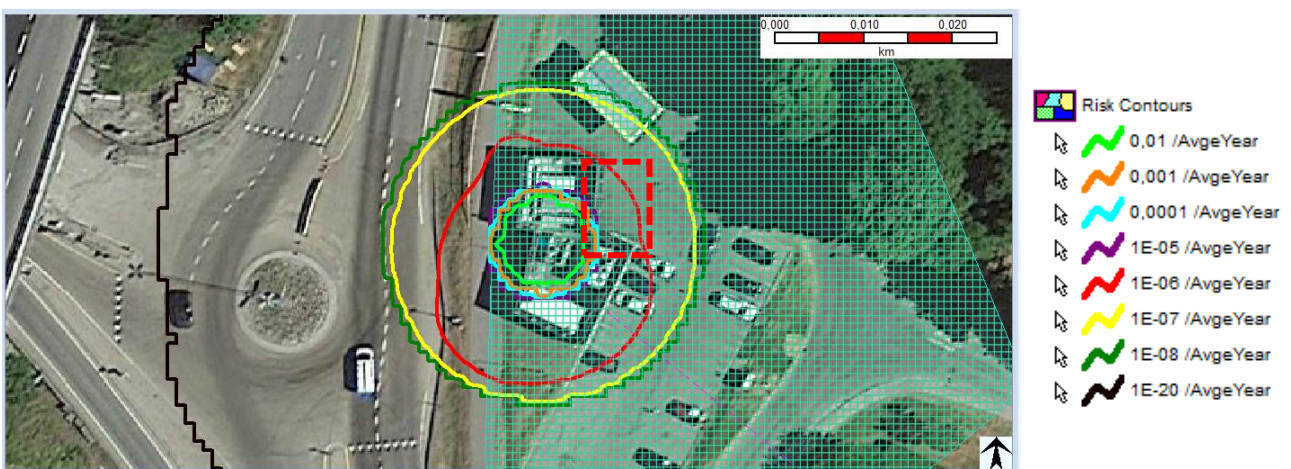 0,000 0,010 0,020
km
Risk Contours
0,01 /AvgeYear
0,001 /AvgeYear
0,0001 /AvgeYear
1E-05 /AvgeYear
1E-06 /AvgeYear
1E-07 /AvgeYear
1E-08 /AvgeYear
1E-20 /AvgeYear